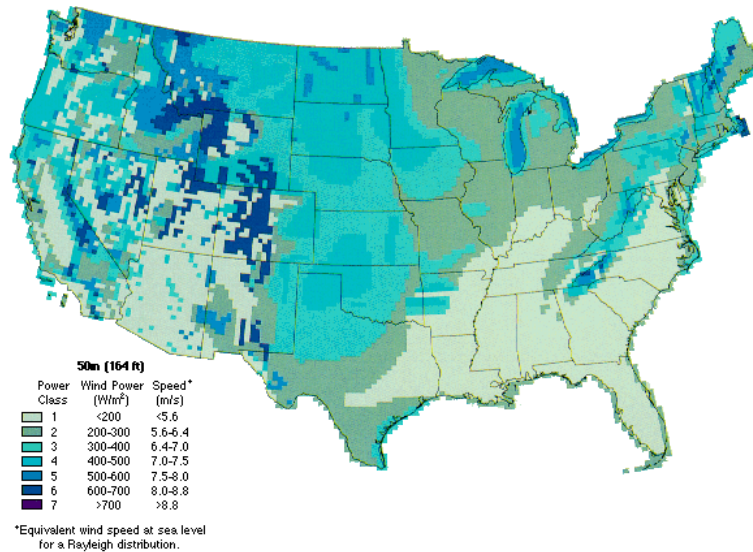 50m (164 ft)
Power Wind Power Speed*
Class (W/m²) (m/s)
1 <200 <5.6
2 200-300 5.6-6.4
3 300-400 6.4-7.0
4 400-500 7.0-7.5
5 500-600 7.5-8.0
6 600-700 8.0-8.8
7 >700 >8.8
*Equivalent wind speed at sea level
for a Rayleigh distribution.